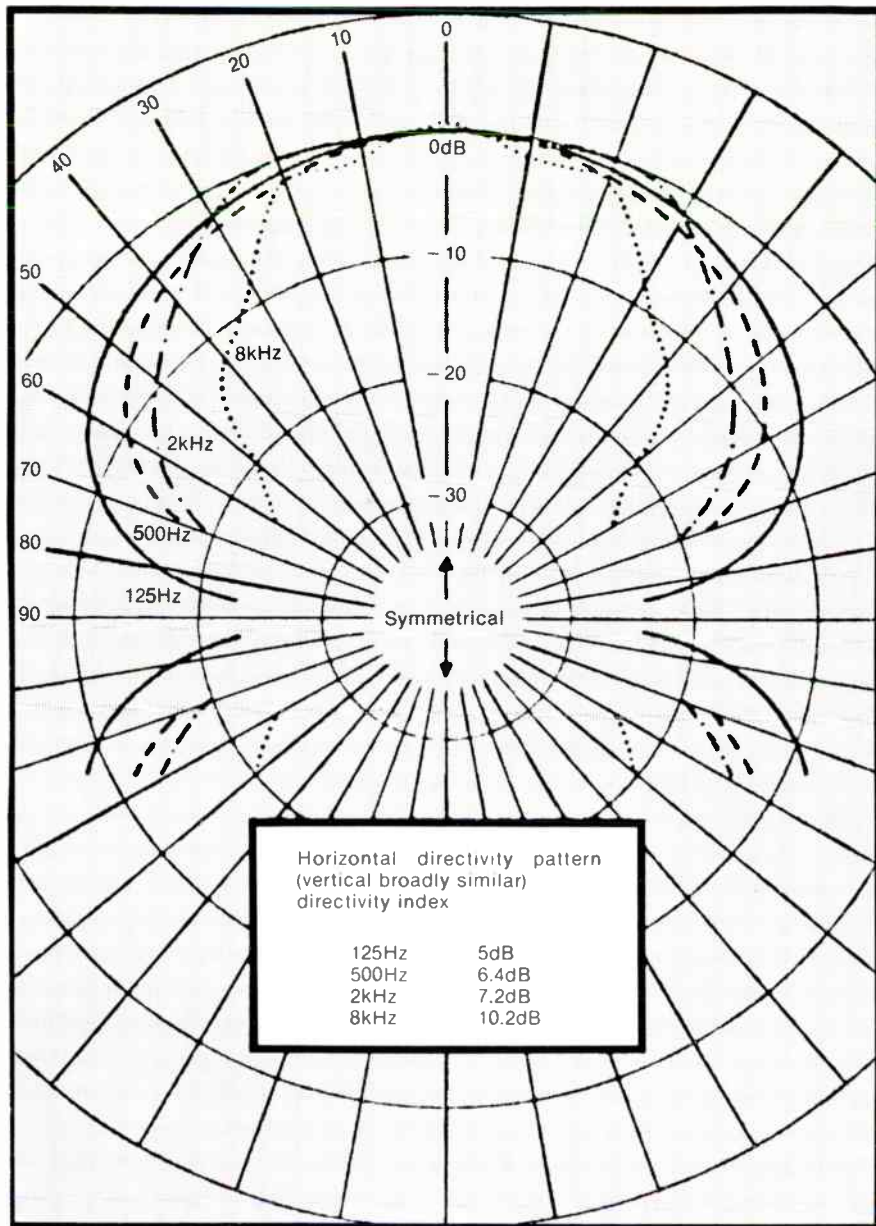 0
10
20
30
40
50
60
70
80
90
0dB
-10
-20
-30
8kHz
2kHz
500Hz
125Hz
Symmetrical
Horizontal directivity pattern
(vertical broadly similar)
directivity index
125Hz 5dB
500Hz 6.4dB
2kHz 7.2dB
8kHz 10.2dB